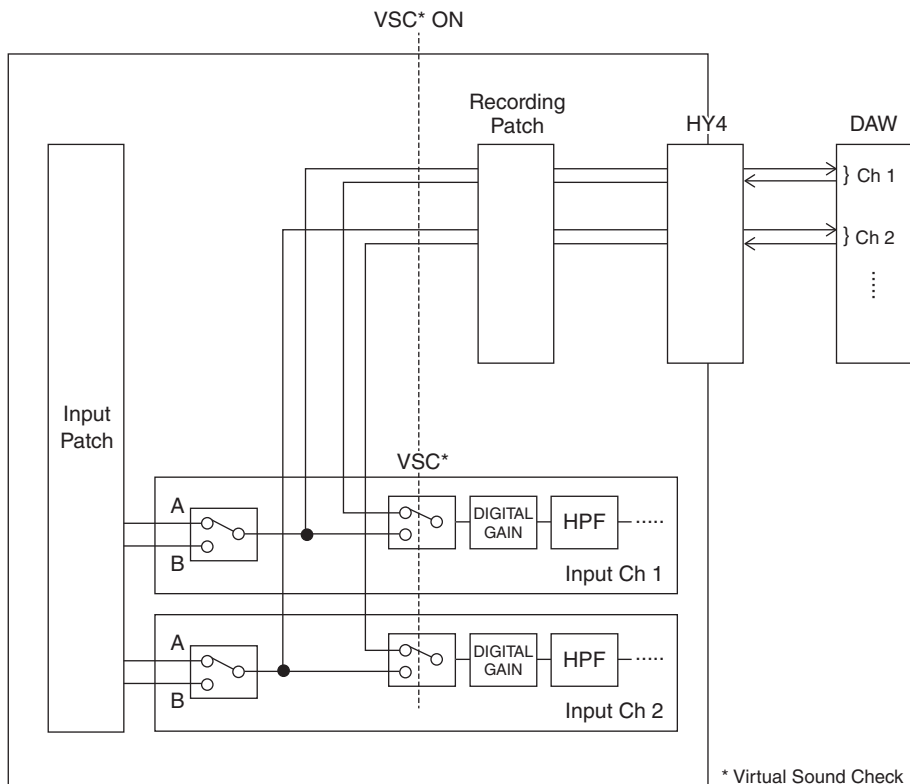 VSC* ON
Recording
Patch
HY4
DAW
} Ch 1
} Ch 2
Input
Patch
VSC*
A
B
DIGITAL
GAIN
HPF
Input Ch 1
A
B
DIGITAL
GAIN
HPF
Input Ch 2
* Virtual Sound Check